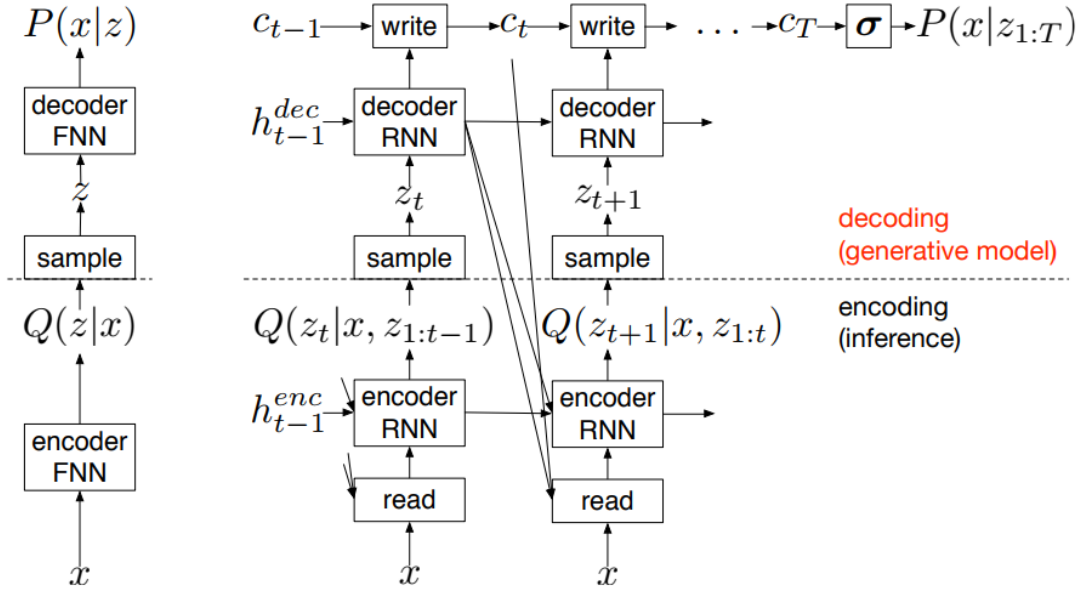 P(x|z)
decoder
FNN
z
sample
Q(z|x)
encoder
FNN
x
c_{t-1} write c_t write ... c_T σ P(x|z_{1:T})
h^{dec}_{t-1} decoder RNN decoder RNN
z_t z_{t+1}
sample sample
decoding
(generative model)
Q(z_t|x, z_{1:t-1}) Q(z_{t+1}|x, z_{1:t})
encoding
(inference)
h^{enc}_{t-1} encoder RNN encoder RNN
read read
x x